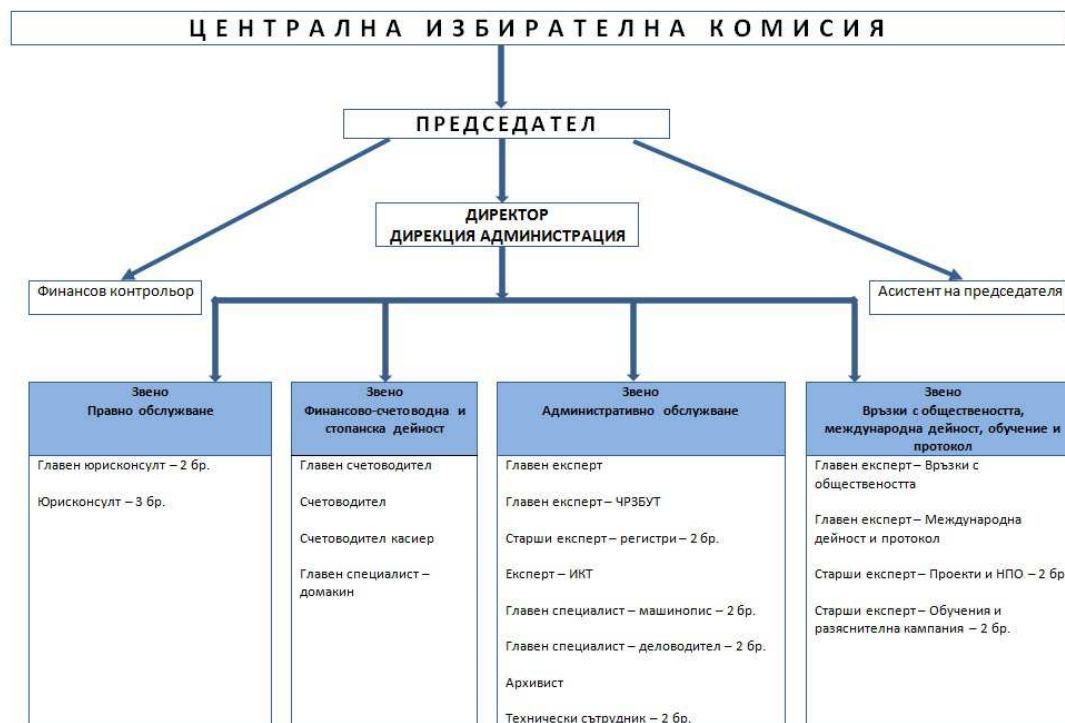 ЦЕНТРАЛНА ИЗБИРАТЕЛНА КОМИСИЯ
ПРЕДСЕДАТЕЛ
ДИРЕКТОР
ДИРЕКЦИЯ АДМИНИСТРАЦИЯ
Финансов контрольор
Асистент на председателя
Звено
Правно обслужване
Главен юрисконсулт – 2 бр.
Юрисконсулт – 3 бр.
Звено
Финансово-счетоводна и
стопанска дейност
Главен счетоводител
Счетоводител
Счетоводител касиер
Главен специалист –
домакин
Звено
Административно обслужване
Главен експерт
Главен експерт – ЧРЗБУТ
Старши експерт – регистри – 2 бр.
Експерт – ИКТ
Главен специалист – машинопис – 2 бр.
Главен специалист – деловодител – 2 бр.
Архивист
Технически сътрудник – 2 бр.
Звено
Връзки с обществеността,
международна дейност, обучение и
протокол
Главен експерт – Връзки с
обществеността
Главен експерт – Международна
дейност и протокол
Старши експерт – Проекти и НПО – 2 бр
Старши експерт – Обучения и
разяснителна кампания – 2 бр.